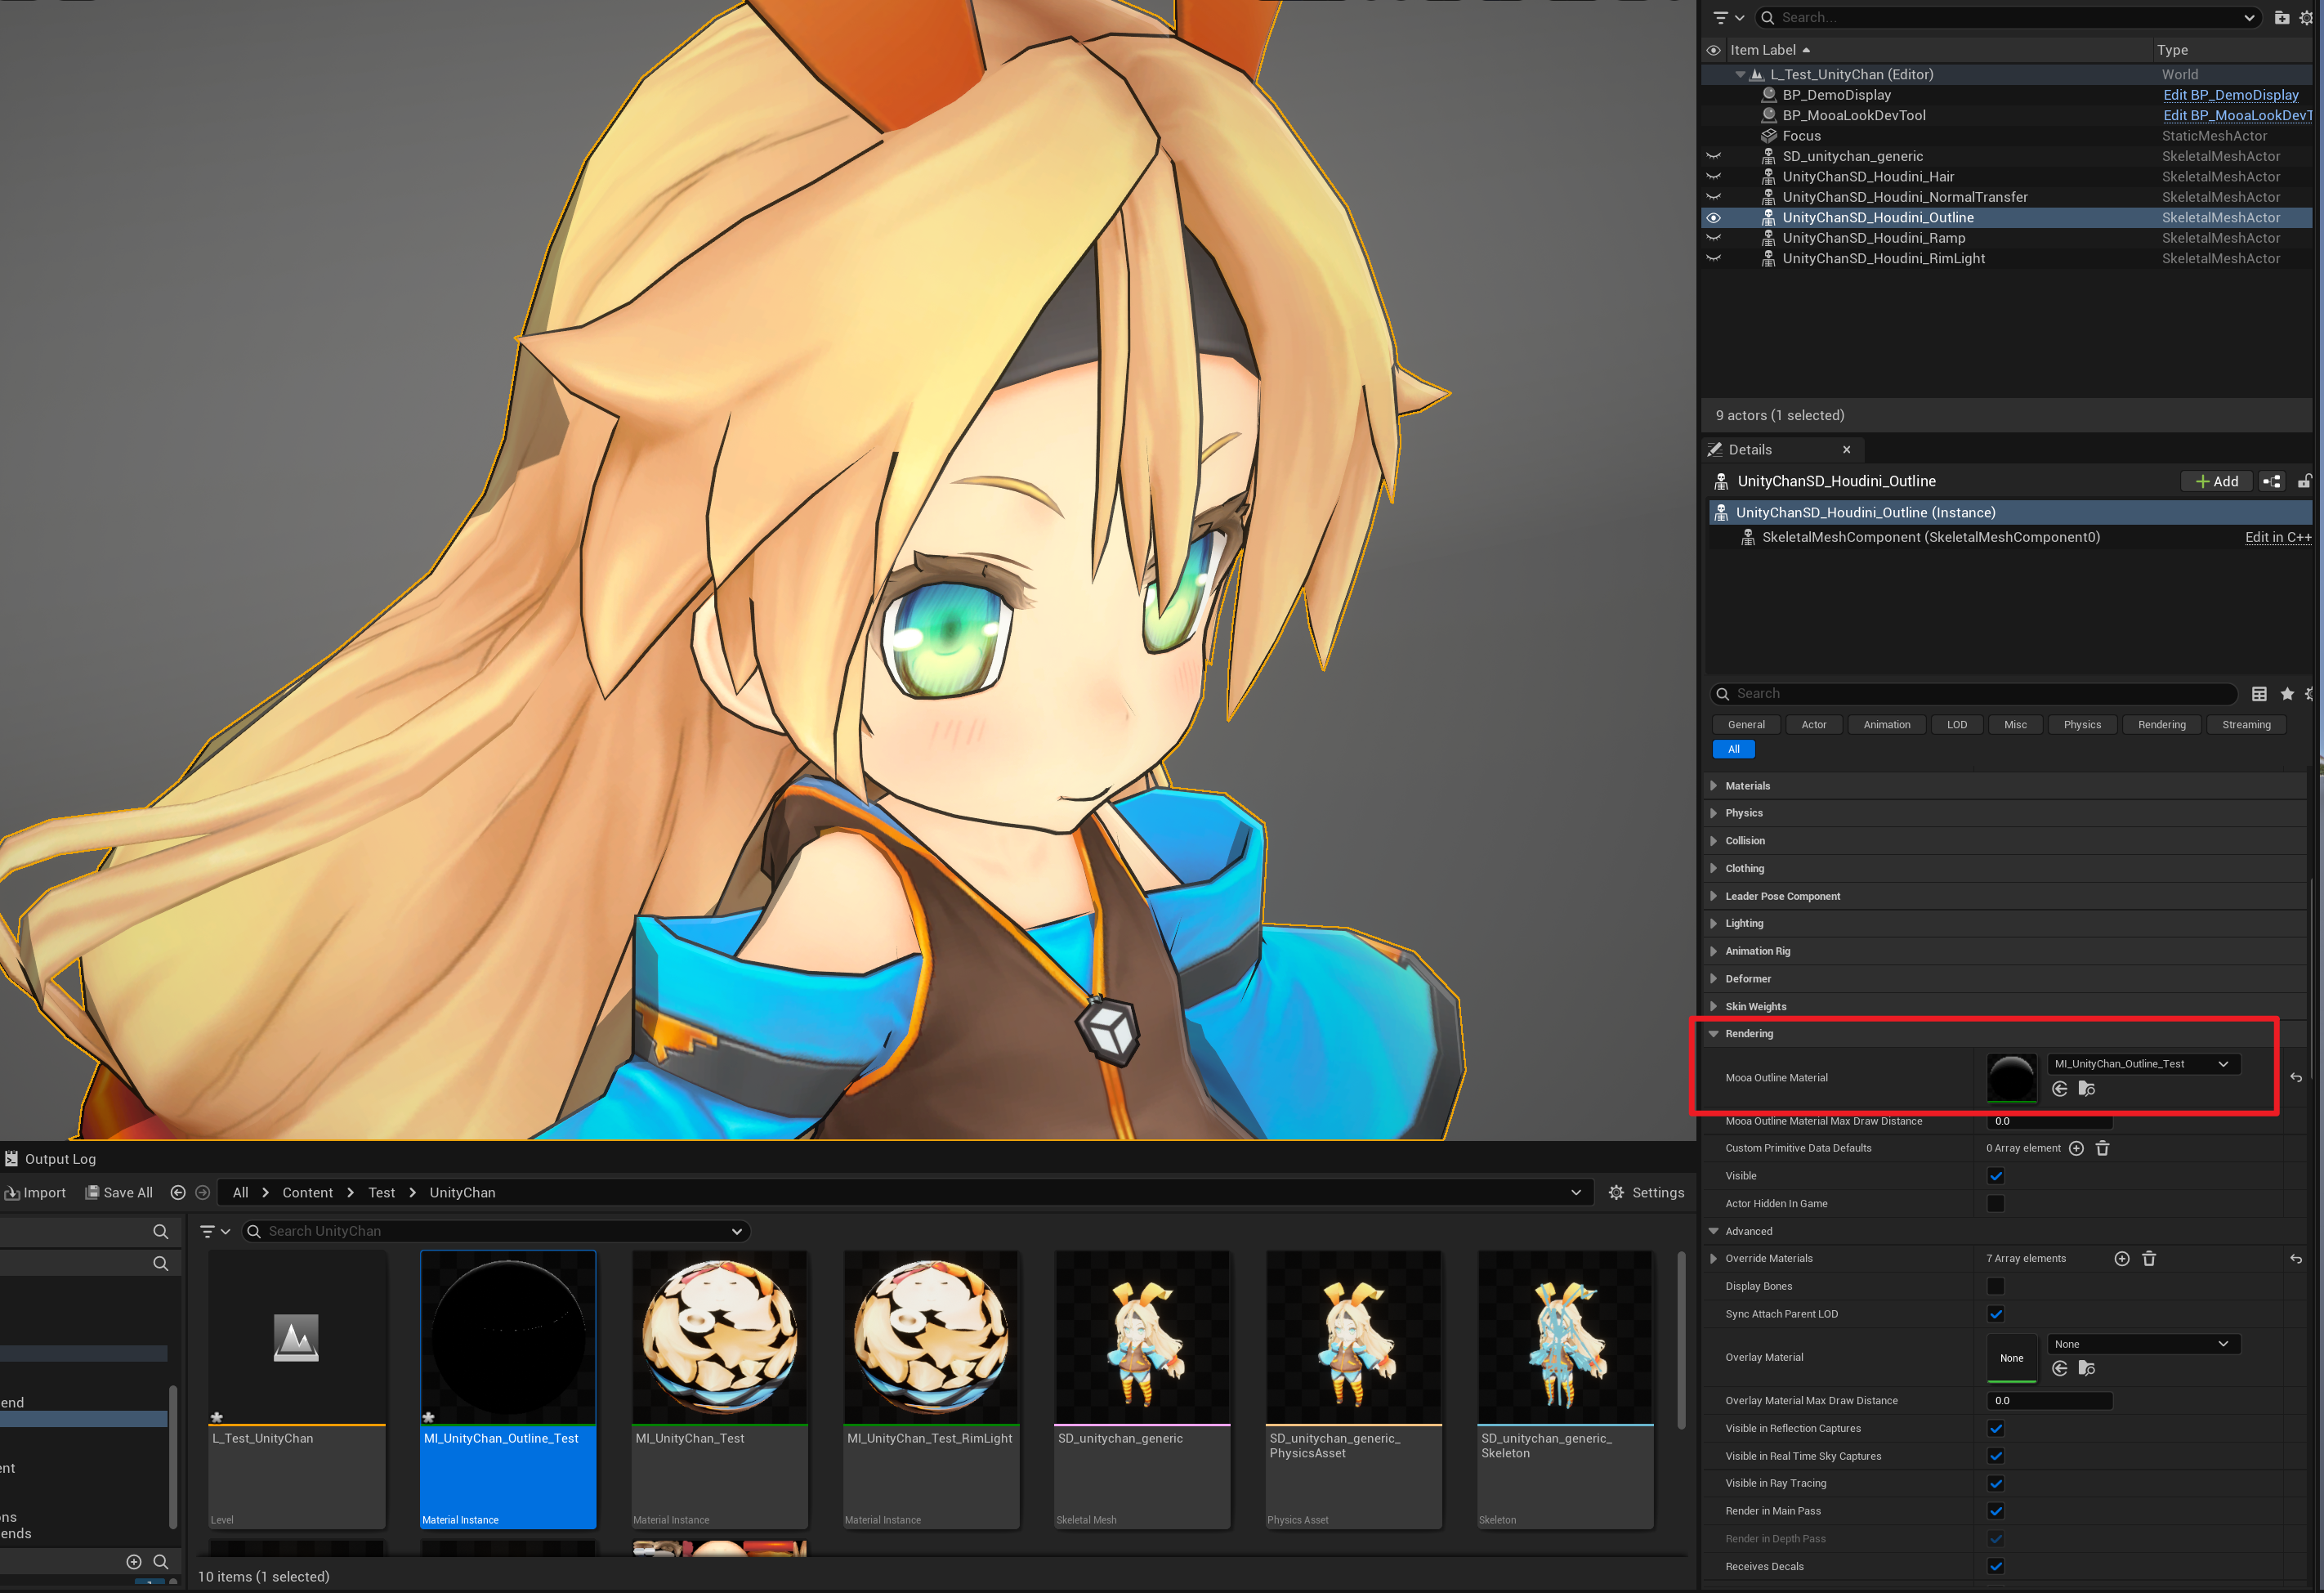 Search...
Item Label
Type
L_Test_UnityChan (Editor)
World
BP_DemoDisplay
Edit BP_DemoDisplay
BP_MooaLookDevTool
Edit BP_MooaLookDevT
Focus
StaticMeshActor
SD_unitychan_generic
SkeletalMeshActor
UnityChanSD_Houdini_Hair
SkeletalMeshActor
UnityChanSD_Houdini_NormalTransfer
SkeletalMeshActor
UnityChanSD_Houdini_Outline
SkeletalMeshActor
UnityChanSD_Houdini_Ramp
SkeletalMeshActor
UnityChanSD_Houdini_RimLight
SkeletalMeshActor
9 actors (1 selected)
Details
UnityChanSD_Houdini_Outline
Add
UnityChanSD_Houdini_Outline (Instance)
SkeletalMeshComponent (SkeletalMeshComponent0)
Edit in C++
Search
General
Actor
Animation
LOD
Misc
Physics
Rendering
Streaming
All
Materials
Physics
Collision
Clothing
Leader Pose Component
Lighting
Animation Rig
Deformer
Skin Weights
Rendering
Mooa Outline Material
MI_UnityChan_Outline_Test
Mooa Outline Material Max Draw Distance
0.0
Custom Primitive Data Defaults
0 Array element
Visible
Actor Hidden In Game
Advanced
Override Materials
7 Array elements
Display Bones
Sync Attach Parent LOD
Overlay Material
None
None
Overlay Material Max Draw Distance
0.0
Visible in Reflection Captures
Visible in Real Time Sky Captures
Visible in Ray Tracing
Render in Main Pass
Render in Depth Pass
Receives Decals
Output Log
Import
Save All
All
Content
Test
UnityChan
Settings
Search UnityChan
end
ent
ons
ends
L_Test_UnityChan
Level
MI_UnityChan_Outline_Test
Material Instance
MI_UnityChan_Test
Material Instance
MI_UnityChan_Test_RimLight
Material Instance
SD_unitychan_generic
Skeletal Mesh
SD_unitychan_generic_
PhysicsAsset
Physics Asset
SD_unitychan_generic_
Skeleton
Skeleton
10 items (1 selected)